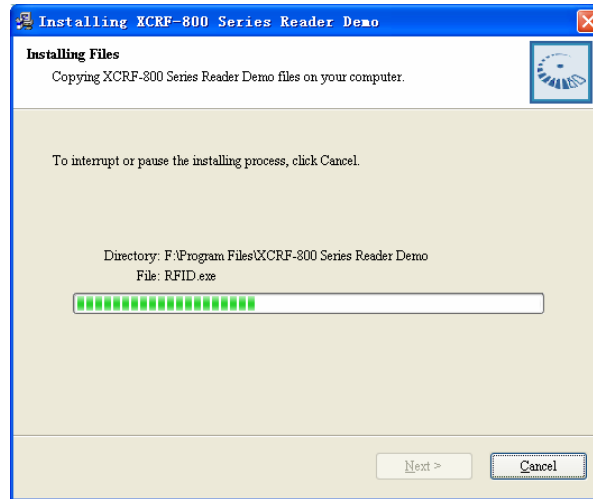 Installing XCRF-800 Series Reader Demo
Installing Files
Copying XCRF-800 Series Reader Demo files on your computer.
To interrupt or pause the installing process, click Cancel.
Directory: F:\Program Files\XCRF-800 Series Reader Demo
File: RFID.exe
Next >
Cancel